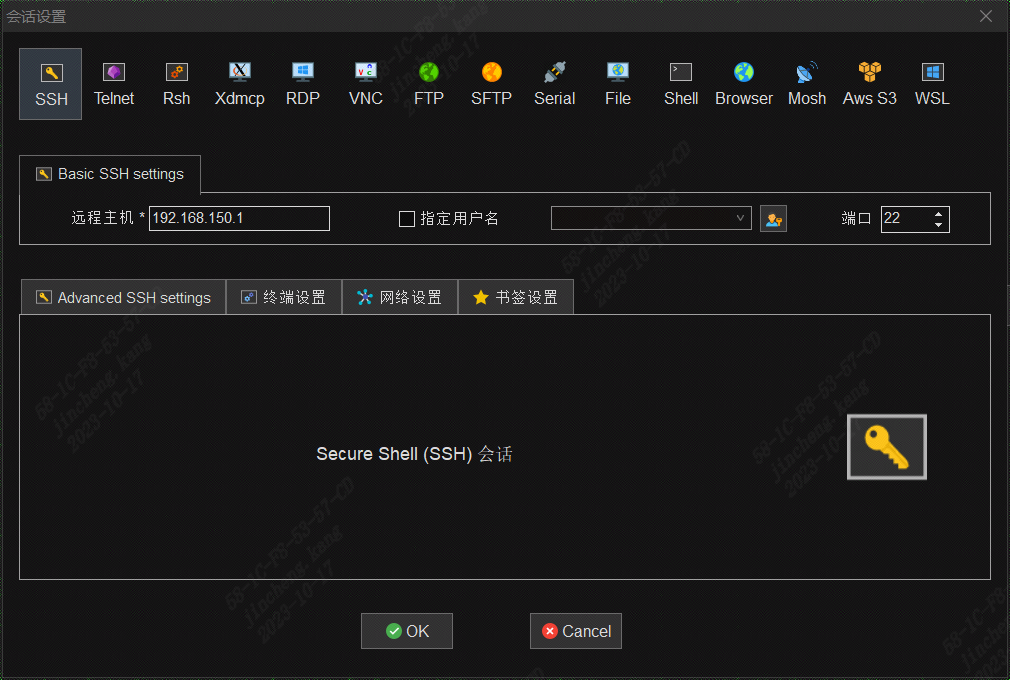 会话设置
SSH Telnet Rsh Xdmcp RDP VNC FTP SFTP Serial File Shell Browser Mosh Aws S3 WSL
Basic SSH settings
远程主机 * 192.168.150.1 指定用户名 端口 22
Advanced SSH settings 终端设置 网络设置 书签设置
Secure Shell (SSH) 会话
OK Cancel
68-1C-F8-53-57-CD
jincheng.kang
2023-10-17